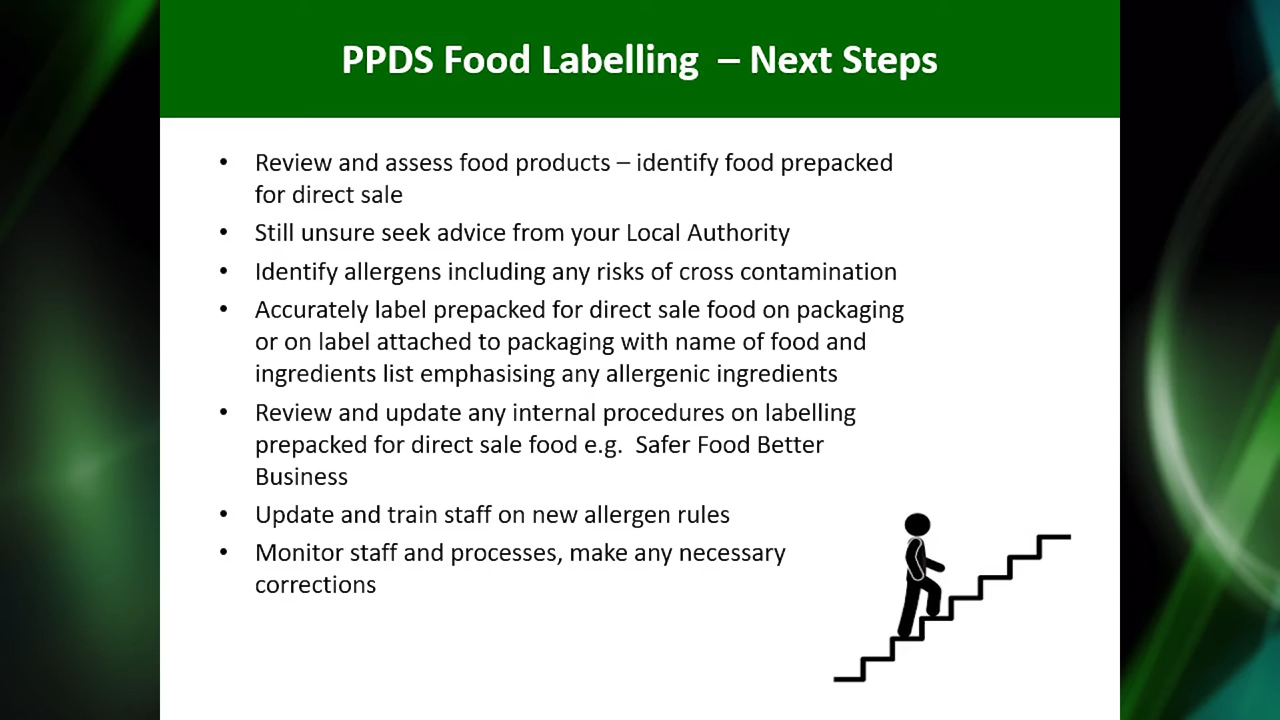 PPDS Food Labelling – Next Steps
• Review and assess food products – identify food prepacked
for direct sale
• Still unsure seek advice from your Local Authority
• Identify allergens including any risks of cross contamination
• Accurately label prepacked for direct sale food on packaging
or on label attached to packaging with name of food and
ingredients list emphasising any allergenic ingredients
• Review and update any internal procedures on labelling
prepacked for direct sale food e.g. Safer Food Better
Business
• Update and train staff on new allergen rules
• Monitor staff and processes, make any necessary
corrections